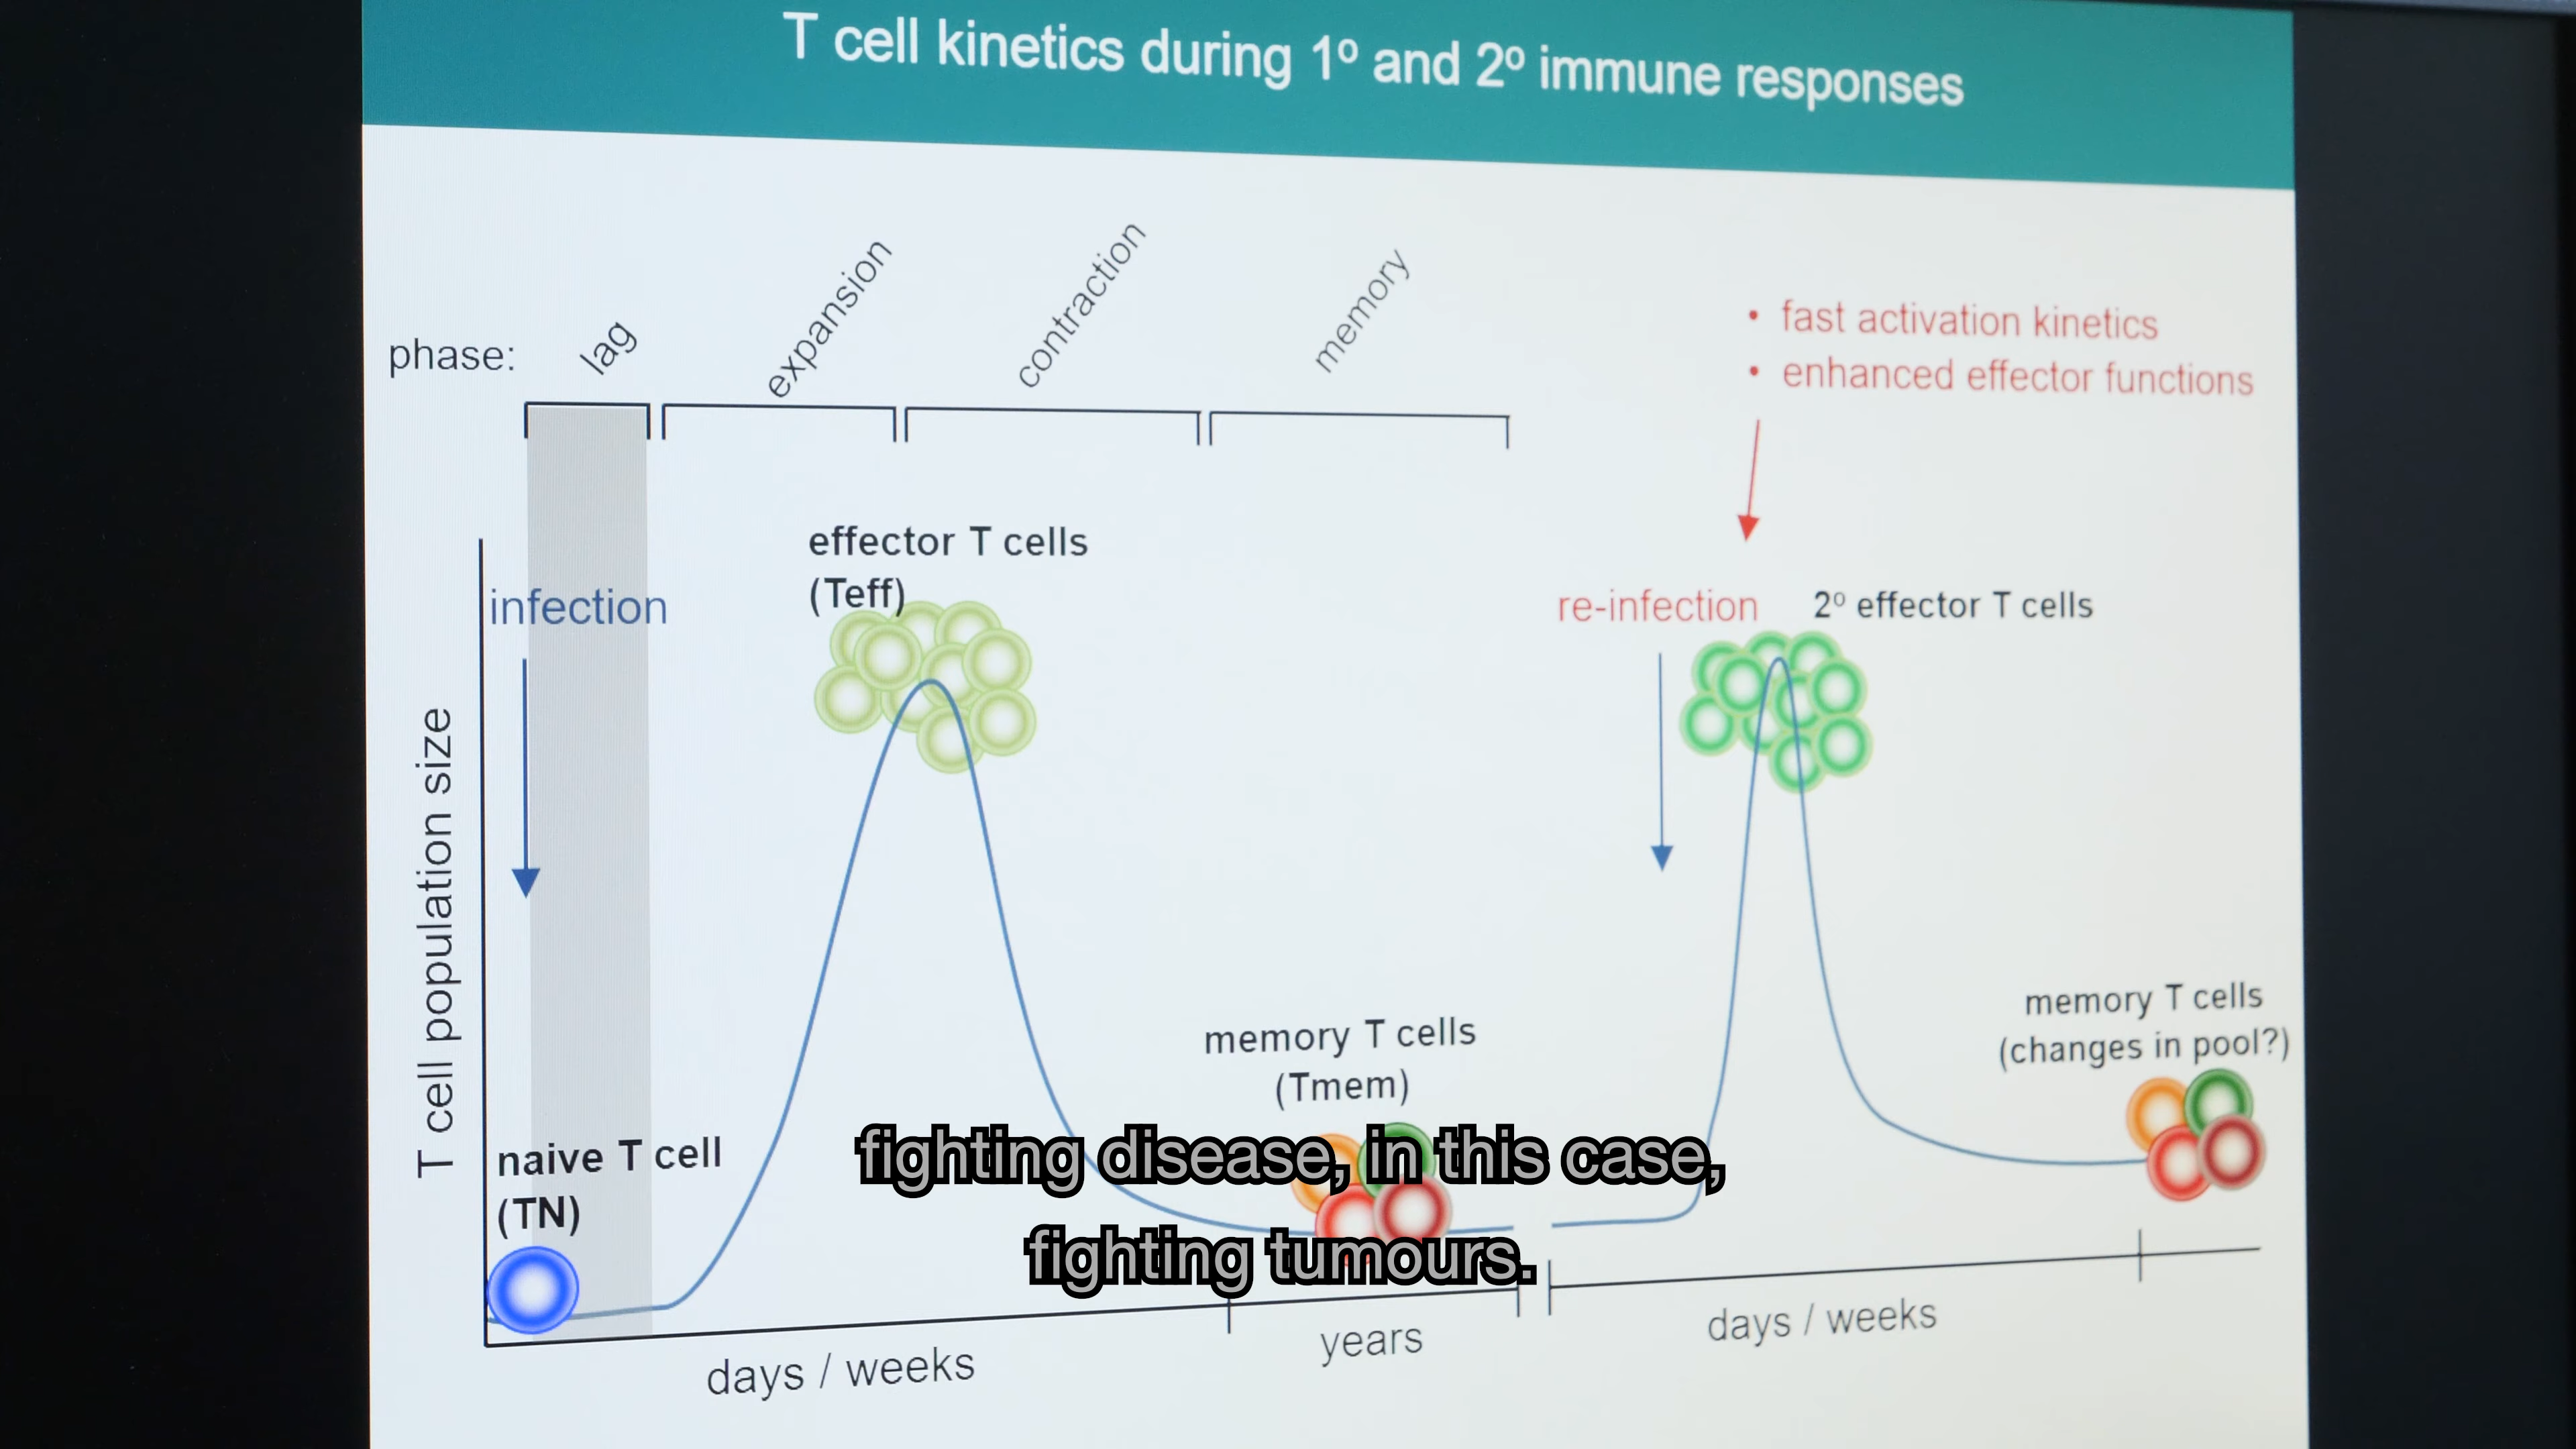 T cell kinetics during 1º and 2º immune responses
phase:
lag
expansion
contraction
memory
• fast activation kinetics
• enhanced effector functions
T cell population size
infection
effector T cells
(Teff)
re-infection
2º effector T cells
naive T cell
(TN)
memory T cells
(Tmem)
memory T cells
(changes in pool?)
fighting disease, in this case,
fighting tumours.
days / weeks
years
days / weeks